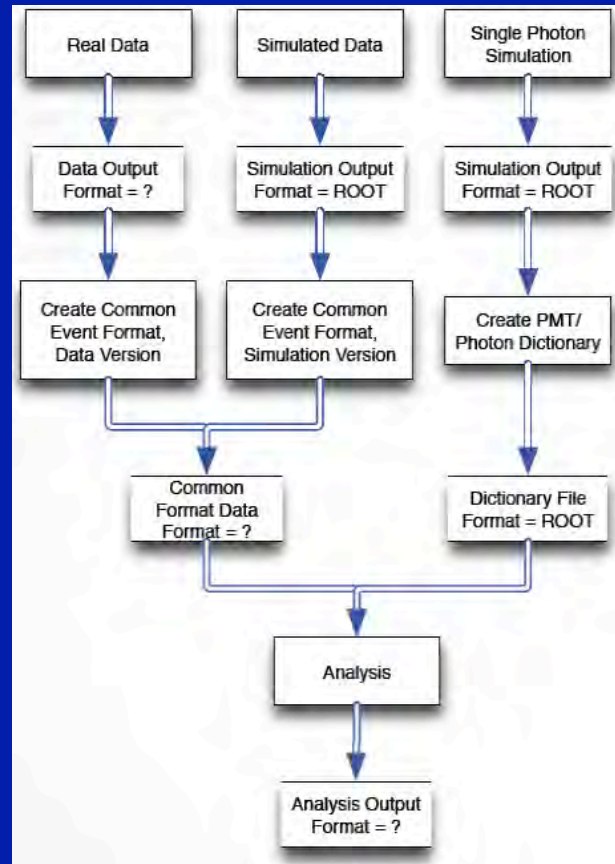 Real Data
Simulated Data
Single Photon
Simulation
Data Output
Format = ?
Simulation Output
Format = ROOT
Simulation Output
Format = ROOT
Create Common
Event Format,
Data Version
Create Common
Event Format,
Simulation Version
Create PMT/
Photon Dictionary
Common
Format Data
Format = ?
Dictionary File
Format = ROOT
Analysis
Analysis Output
Format = ?